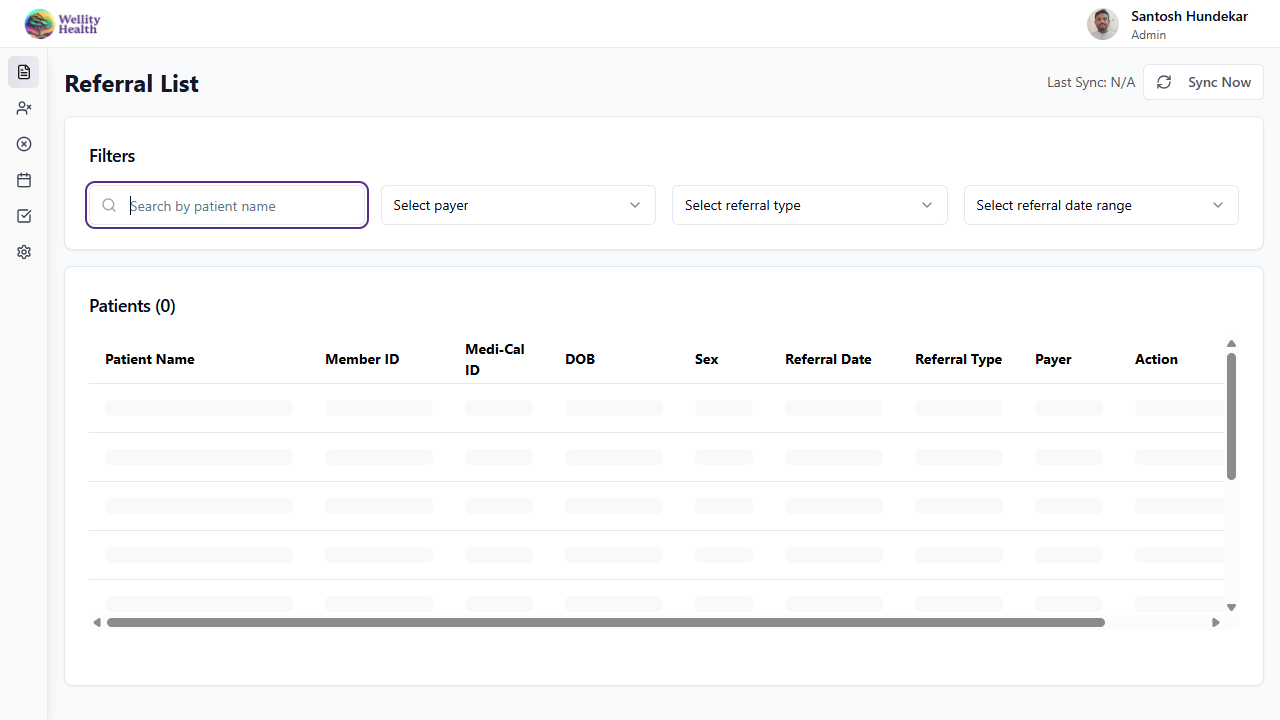 Wellity
Health
Santosh Hundekar
Admin
Referral List
Last Sync: N/A
Sync Now
Filters
Search by patient name
Select payer
Select referral type
Select referral date range
Patients (0)
Patient Name
Member ID
Medi-Cal
ID
DOB
Sex
Referral Date
Referral Type
Payer
Action